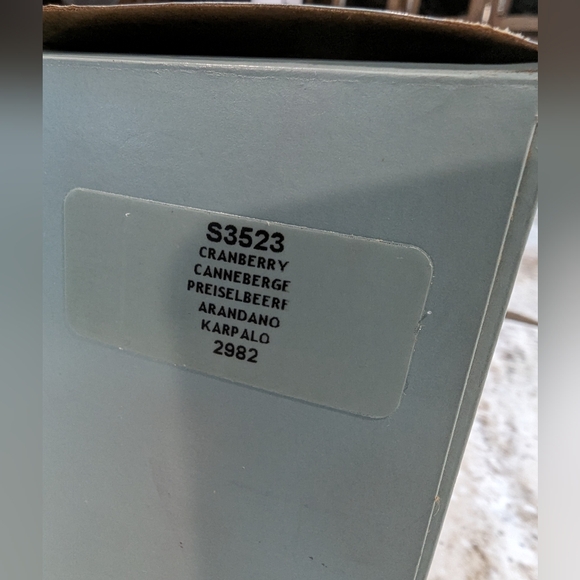 S3523
CRANBERRY
CANNEBERGE
PREISELBEERE
ARANDANO
KARPALO
2982